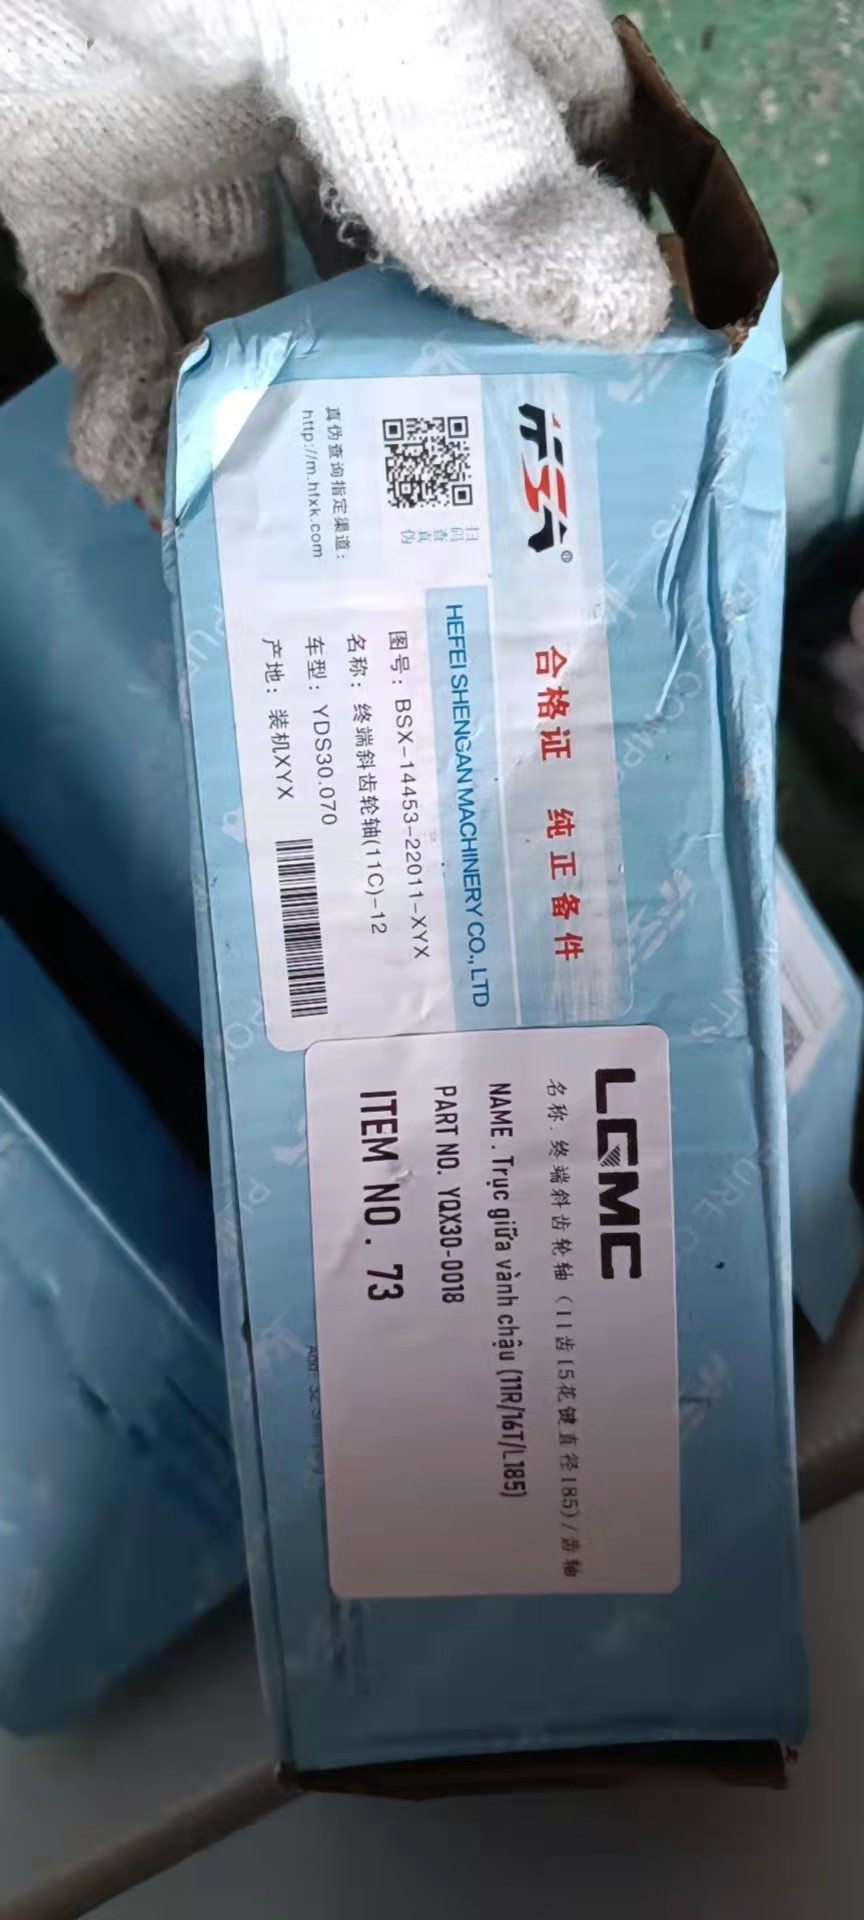 合格证 纯正备件
HEFEI SHENGAN MACHINERY CO., LTD
扫码
查真伪
真伪查询指定渠道:
http://m.hfxk.com
图号: BSX-14453-22011-XYX
名称: 终端斜齿轮轴(11C)-12
车型: YDS30.070
产地: 装机XYX
LGMC
名称. 终端斜齿轮轴 (11齿15花键直径185)/齿轴
NAME . Trục giữa vành chậu (11R/16T/L185)
PART NO. YQX30-0018
ITEM NO . 73